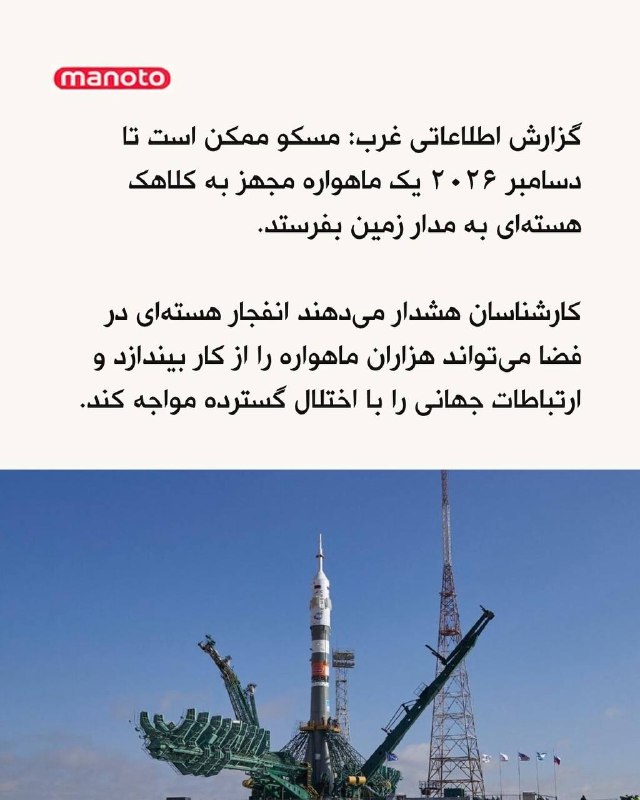 manoto
گزارش اطلاعاتی غرب: مسکو ممکن است تا
دسامبر ۲۰۲۶ یک ماهواره مجهز به کلاهک
هسته‌ای به مدار زمین بفرستد.
کارشناسان هشدار می‌دهند انفجار هسته‌ای در
فضا می‌تواند هزاران ماهواره را از کار بیندازد و
ارتباطات جهانی را با اختلال گسترده مواجه کند.